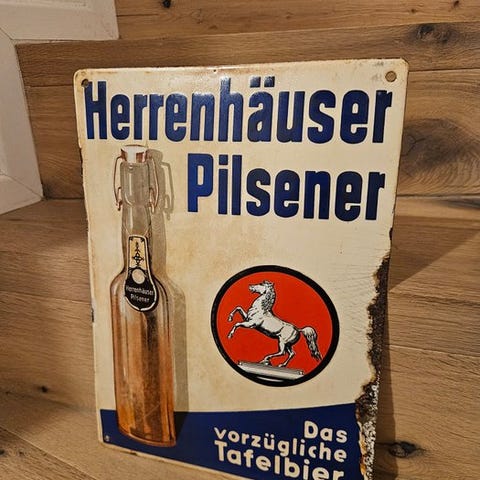 Herrenhäuser
Pilsener
Herrenhäuser
Pilsener
Das
vorzügliche
Tafelbier